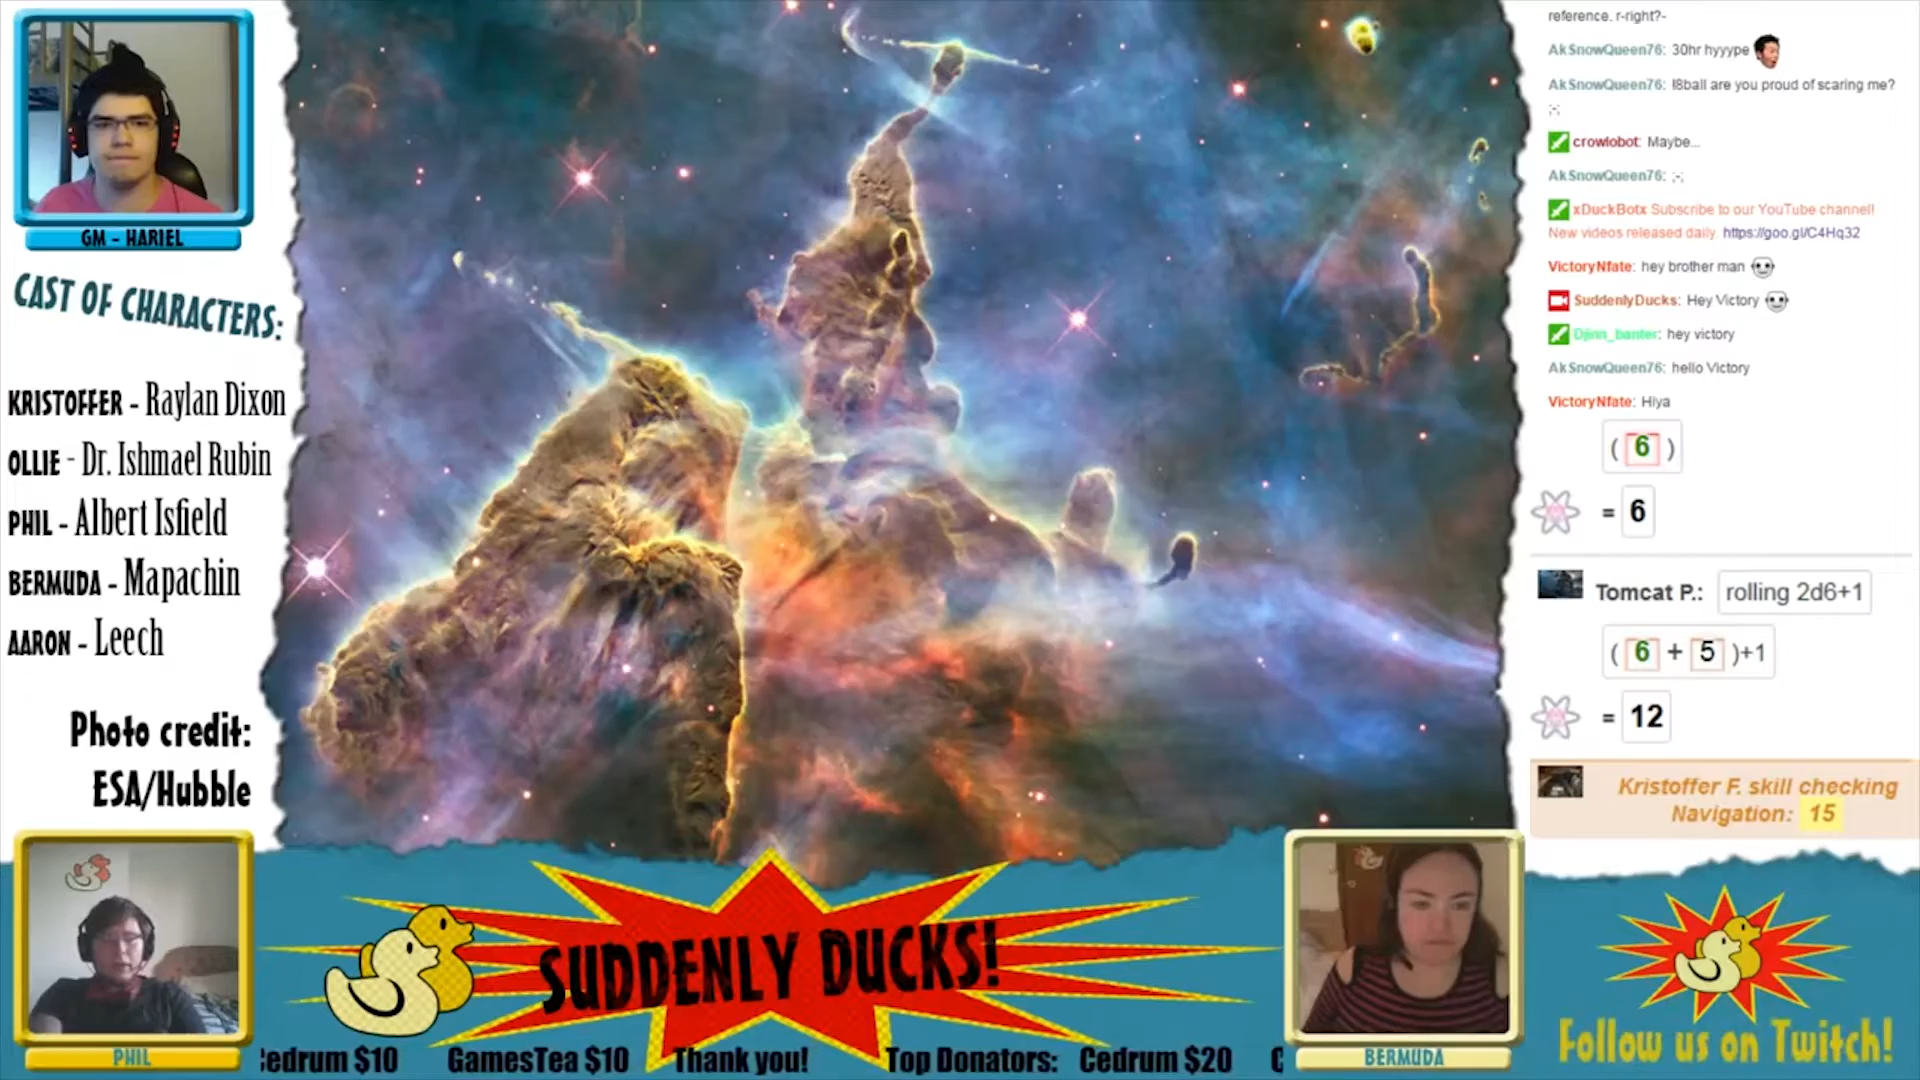 GM - HARIEL
CAST OF CHARACTERS:
KRISTOFFER - Raylan Dixon
OLLIE - Dr. Ishmael Rubin
PHIL - Albert Isfield
BERMUDA - Mapachin
AARON - Leech
Photo credit:
ESA/Hubble
PHIL
SUDDENLY DUCKS!
edrum $10 GamesTea $10 Thank you! Top Donators: Cedrum $20 C
BERMUDA
reference. r-right?-
AkSnowQueen76: 30hr hyyype
AkSnowQueen76: !8ball are you proud of scaring me?
;-;
crowlobot: Maybe...
AkSnowQueen76: ;-;
xDuckBotx Subscribe to our YouTube channel!
New videos released daily. https://goo.gl/C4Hq32
VictoryNfate: hey brother man
SuddenlyDucks: Hey Victory
Djinn_banter: hey victory
AkSnowQueen76: hello Victory
VictoryNfate: Hiya
( 6 )
= 6
Tomcat P.: rolling 2d6+1
( 6 + 5 )+1
= 12
Kristoffer F. skill checking
Navigation: 15
Follow us on Twitch!